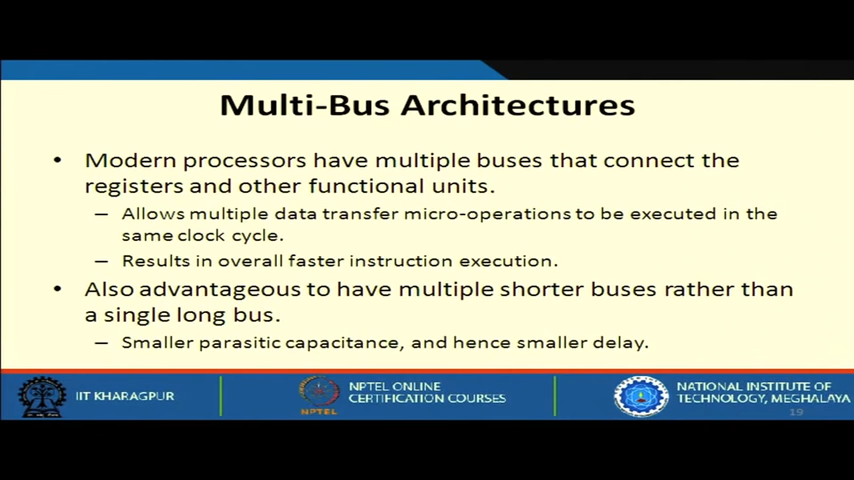 Multi-Bus Architectures
• Modern processors have multiple buses that connect the
registers and other functional units.
– Allows multiple data transfer micro-operations to be executed in the
same clock cycle.
– Results in overall faster instruction execution.
• Also advantageous to have multiple shorter buses rather than
a single long bus.
– Smaller parasitic capacitance, and hence smaller delay.
IIT KHARAGPUR
NPTEL
NPTEL ONLINE
CERTIFICATION COURSES
NATIONAL INSTITUTE OF
TECHNOLOGY, MEGHALAYA
19